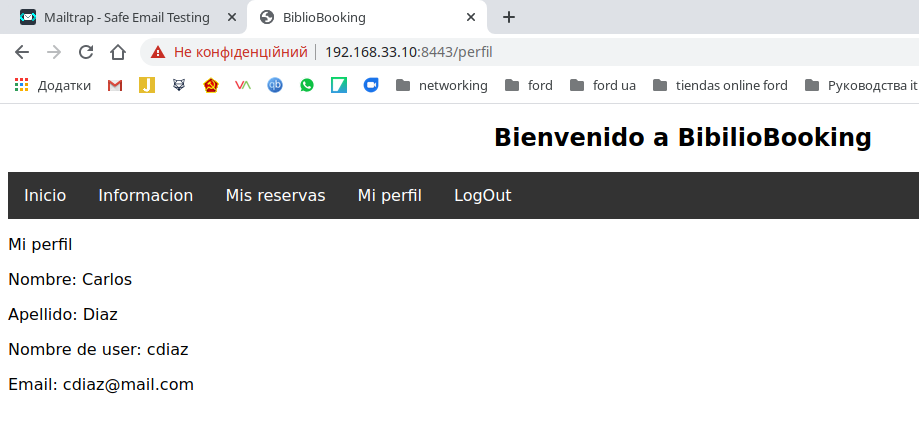 Mailtrap - Safe Email Testing
BiblioBooking
Не конфіденційний 192.168.33.10:8443/perfil
Додатки networking ford ford ua tiendas online ford Руководства it
Bienvenido a BibilioBooking
Inicio Informacion Mis reservas Mi perfil LogOut
Mi perfil
Nombre: Carlos
Apellido: Diaz
Nombre de user: cdiaz
Email: cdiaz@mail.com